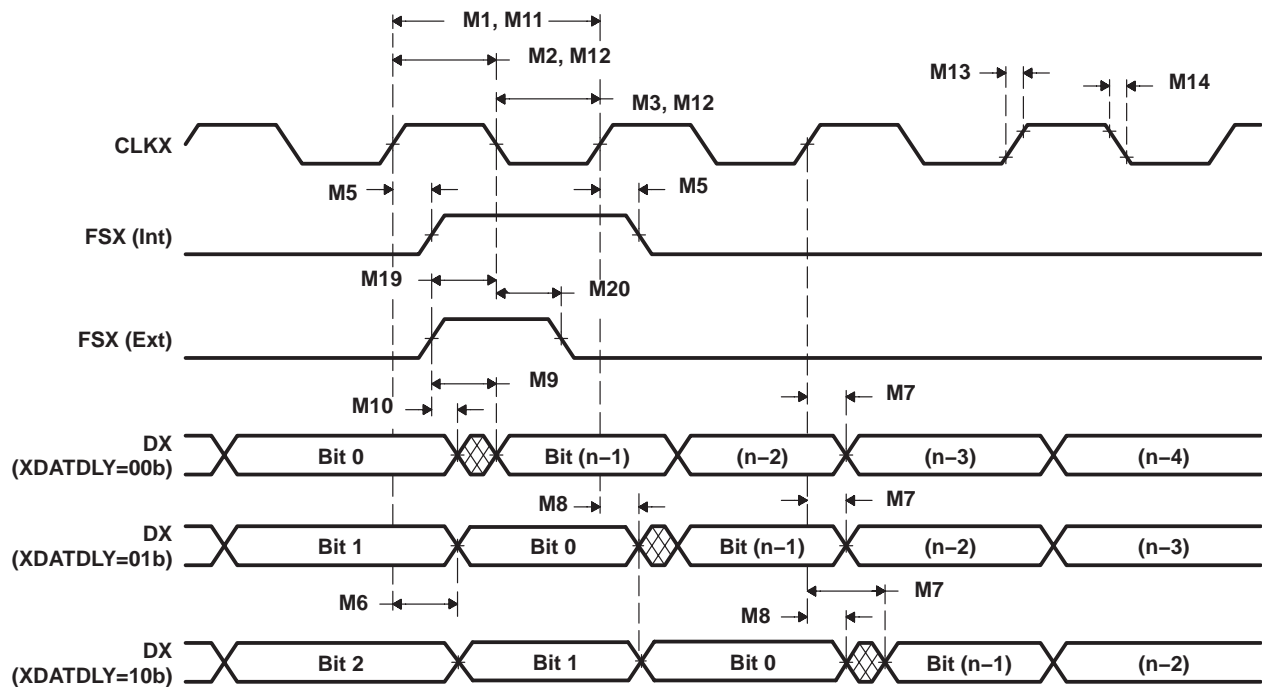 M1, M11
M2, M12
M13
M14
M3, M12
CLKX
M5
M5
FSX (Int)
M19
M20
FSX (Ext)
M9
M10
M7
DX
(XDATDLY=00b)
Bit 0
Bit (n−1)
(n−2)
(n−3)
(n−4)
M8
M7
DX
(XDATDLY=01b)
Bit 1
Bit 0
Bit (n−1)
(n−2)
(n−3)
M6
M7
M8
DX
(XDATDLY=10b)
Bit 2
Bit 1
Bit 0
Bit (n−1)
(n−2)